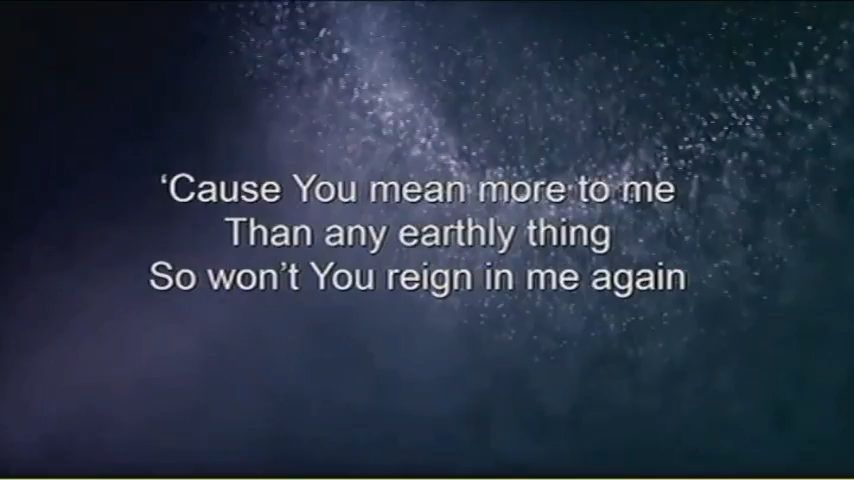 ‘Cause You mean more to me
Than any earthly thing
So won’t You reign in me again